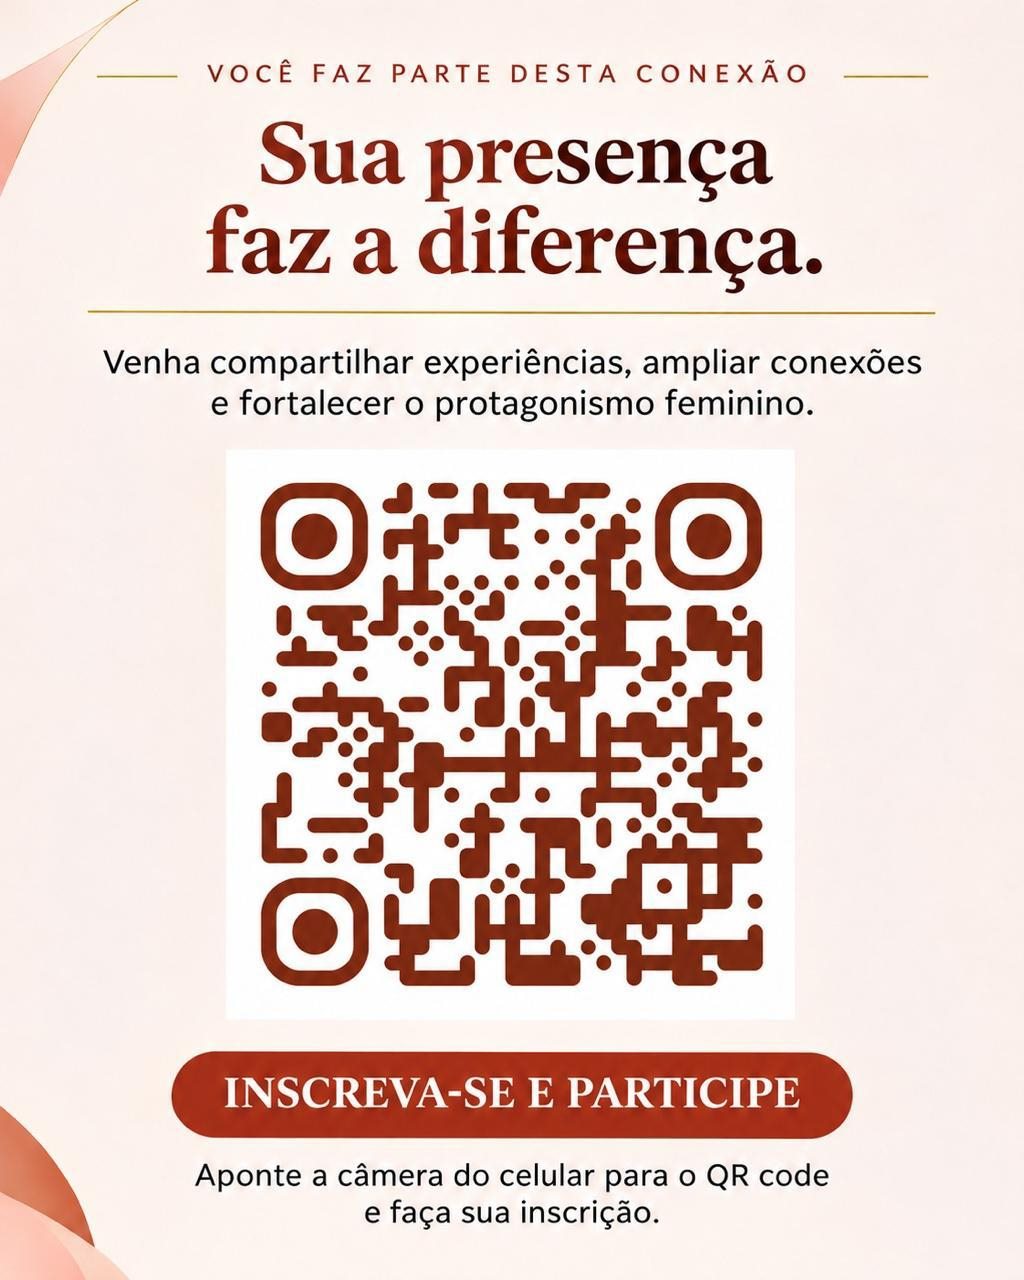 VOCÊ FAZ PARTE DESTA CONEXÃO
Sua presença
faz a diferença.
Venha compartilhar experiências, ampliar conexões
e fortalecer o protagonismo feminino.
INSCREVA-SE E PARTICIPE
Aponte a câmera do celular para o QR code
e faça sua inscrição.